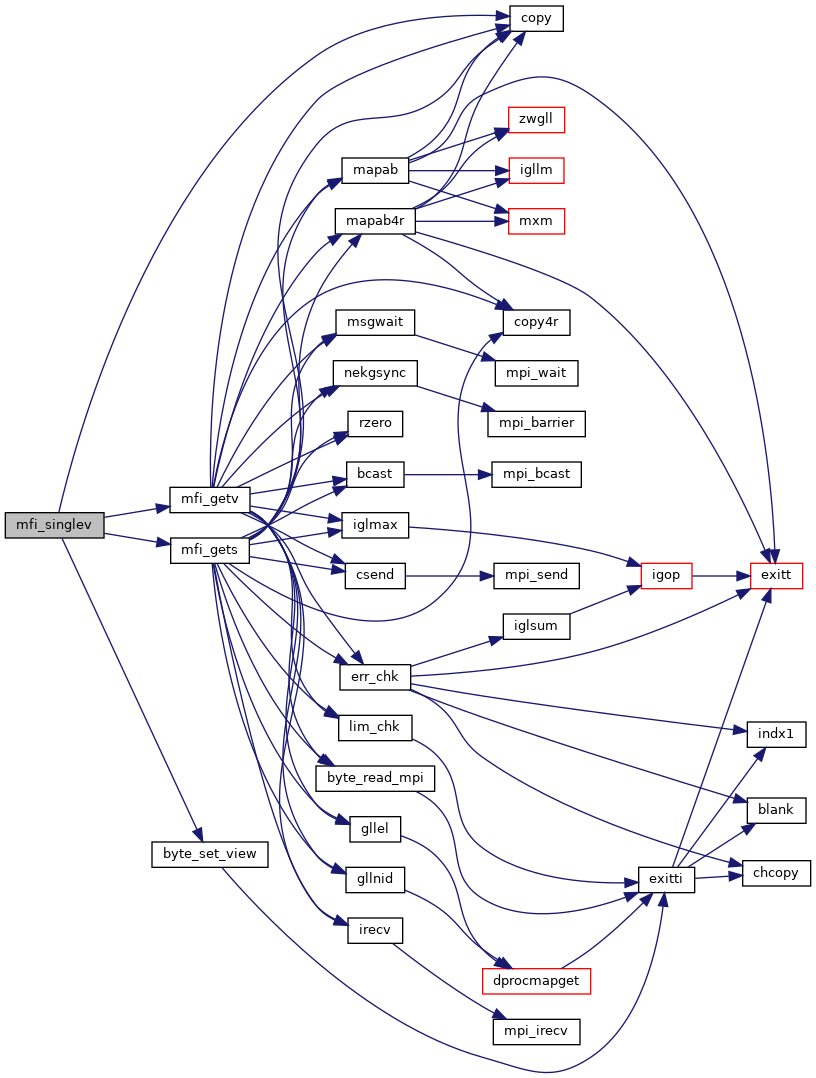 copy
zwgll
mapab
igllm
mapab4r
mxm
msgwait
copy4r
nekgsync
mpi_wait
rzero
mpi_barrier
bcast
mpi_bcast
mfi_getv
mfi_singlev
iglmax
mfi_gets
csend
mpi_send
igop
exitt
iglsum
err_chk
lim_chk
indx1
byte_read_mpi
blank
gllel
byte_set_view
gllnid
exitti
chcopy
irecv
dprocmapget
mpi_irecv